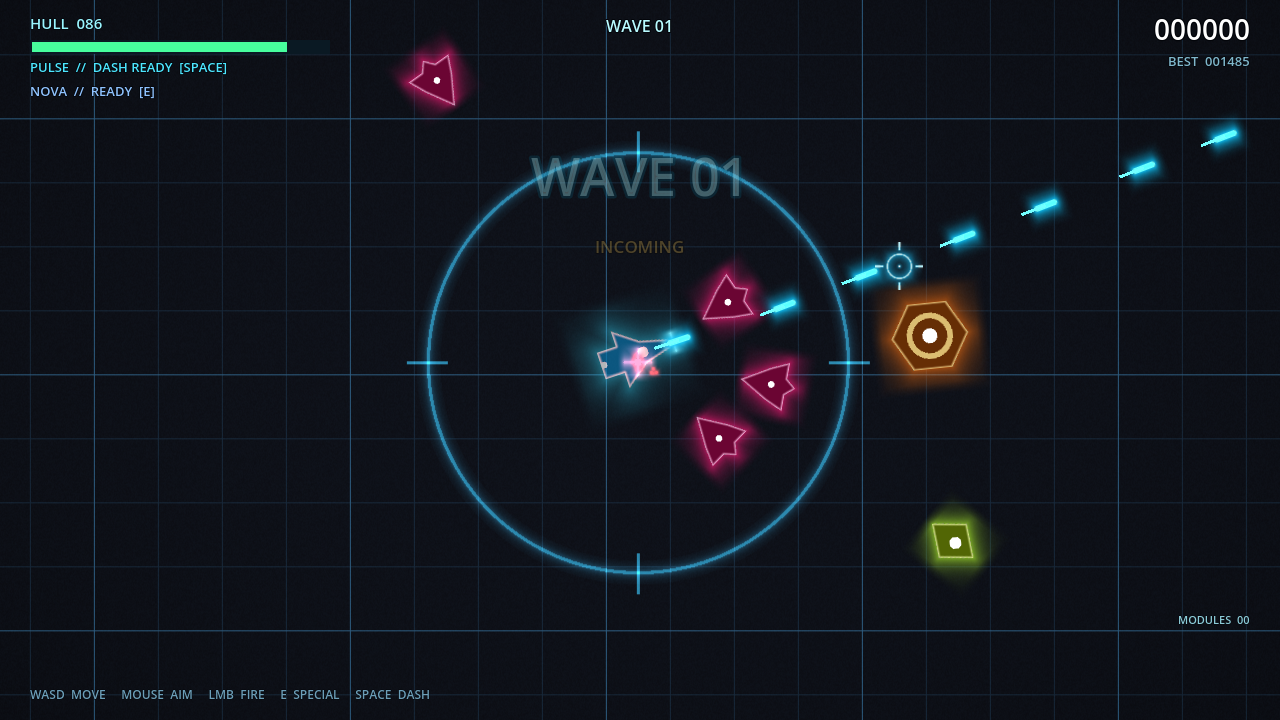 HULL 086
WAVE 01
000000
PULSE // DASH READY [SPACE]
BEST 001485
NOVA // READY [E]
WAVE 01
INCOMING
MODULES 00
WASD MOVE MOUSE AIM LMB FIRE E SPECIAL SPACE DASH